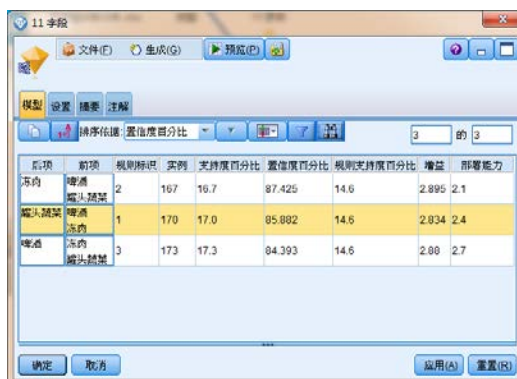 11 字段
文件(F) 生成(G) 预览(P)
模型 设置 摘要 注解
排序依据: 置信度百分比 3 的 3
后项 前项 规则标识 实例 支持度百分比 置信度百分比 规则支持度百分比 增益 部署能力
冻肉 啤酒 罐头蔬菜 2 167 16.7 87.425 14.6 2.895 2.1
罐头蔬菜 啤酒 冻肉 1 170 17.0 85.882 14.6 2.834 2.4
啤酒 冻肉 罐头蔬菜 3 173 17.3 84.393 14.6 2.88 2.7
确定 取消 应用(A) 重置(R)